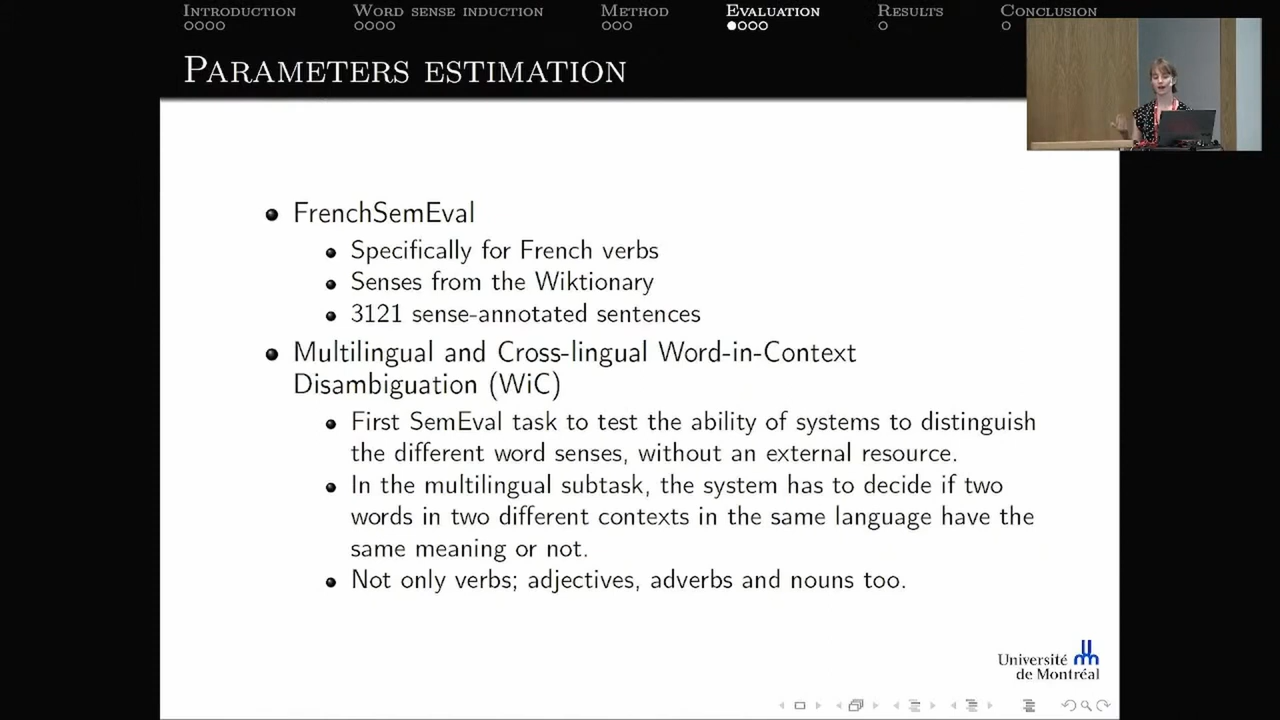 Introduction Word sense induction Method Evaluation Results Conclusion
Parameters estimation
FrenchSemEval
Specifically for French verbs
Senses from the Wiktionary
3121 sense-annotated sentences
Multilingual and Cross-lingual Word-in-Context
Disambiguation (WiC)
First SemEval task to test the ability of systems to distinguish
the different word senses, without an external resource.
In the multilingual subtask, the system has to decide if two
words in two different contexts in the same language have the
same meaning or not.
Not only verbs; adjectives, adverbs and nouns too.
Université
de Montréal